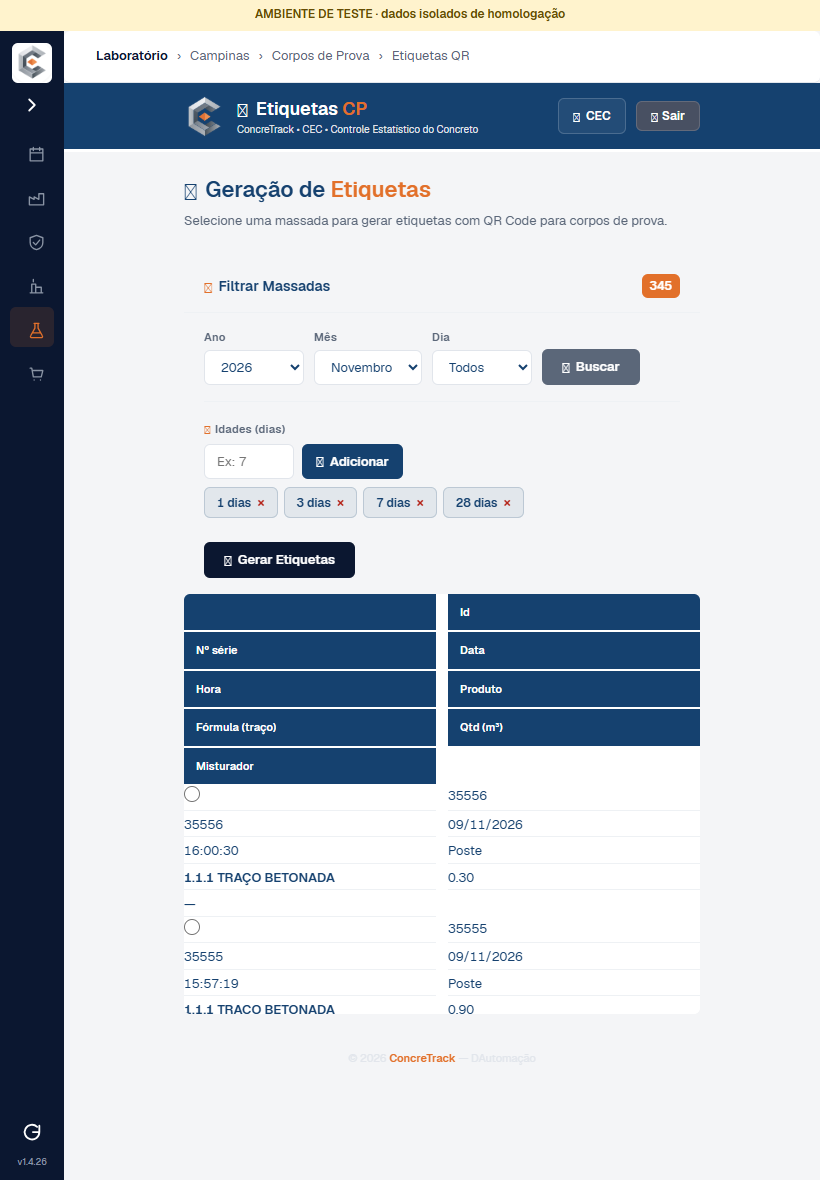 AMBIENTE DE TESTE · dados isolados de homologação
Laboratório › Campinas › Corpos de Prova › Etiquetas QR
Etiquetas CP
ConcreTrack • CEC • Controle Estatístico do Concreto
CEC
Sair
Geração de Etiquetas
Selecione uma massada para gerar etiquetas com QR Code para corpos de prova.
Filtrar Massadas
345
Ano Mês Dia
2026 Novembro Todos Buscar
Idades (dias)
Ex: 7 Adicionar
1 dias × 3 dias × 7 dias × 28 dias ×
Gerar Etiquetas
Id
Nº série Data
Hora Produto
Fórmula (traço) Qtd (m³)
Misturador
35556
35556 09/11/2026
16:00:30 Poste
1.1.1 TRAÇO BETONADA 0.30
—
35555
35555 09/11/2026
15:57:19 Poste
1.1.1 TRAÇO BETONADA 0.90
© 2026 ConcreTrack — DAutomação
v1.4.26